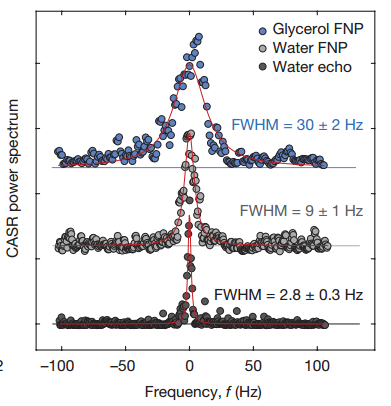 Glycerol FNP
Water FNP
Water echo
FWHM = 30 ± 2 Hz
FWHM = 9 ± 1 Hz
FWHM = 2.8 ± 0.3 Hz
CASR power spectrum
2
−100 −50 0 50 100
Frequency, f (Hz)